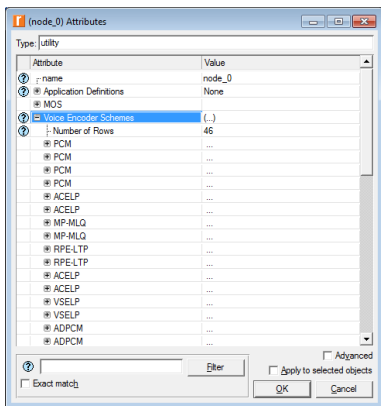 (node_0) Attributes
Type: utility
Attribute Value
name node_0
Application Definitions None
MOS
Voice Encoder Schemes (...)
Number of Rows 46
PCM ...
PCM ...
PCM ...
PCM ...
ACELP ...
ACELP ...
MP-MLQ ...
MP-MLQ ...
RPE-LTP ...
RPE-LTP ...
ACELP ...
ACELP ...
VSELP ...
VSELP ...
ADPCM ...
ADPCM ...
Advanced
Filter
Apply to selected objects
Exact match
OK Cancel